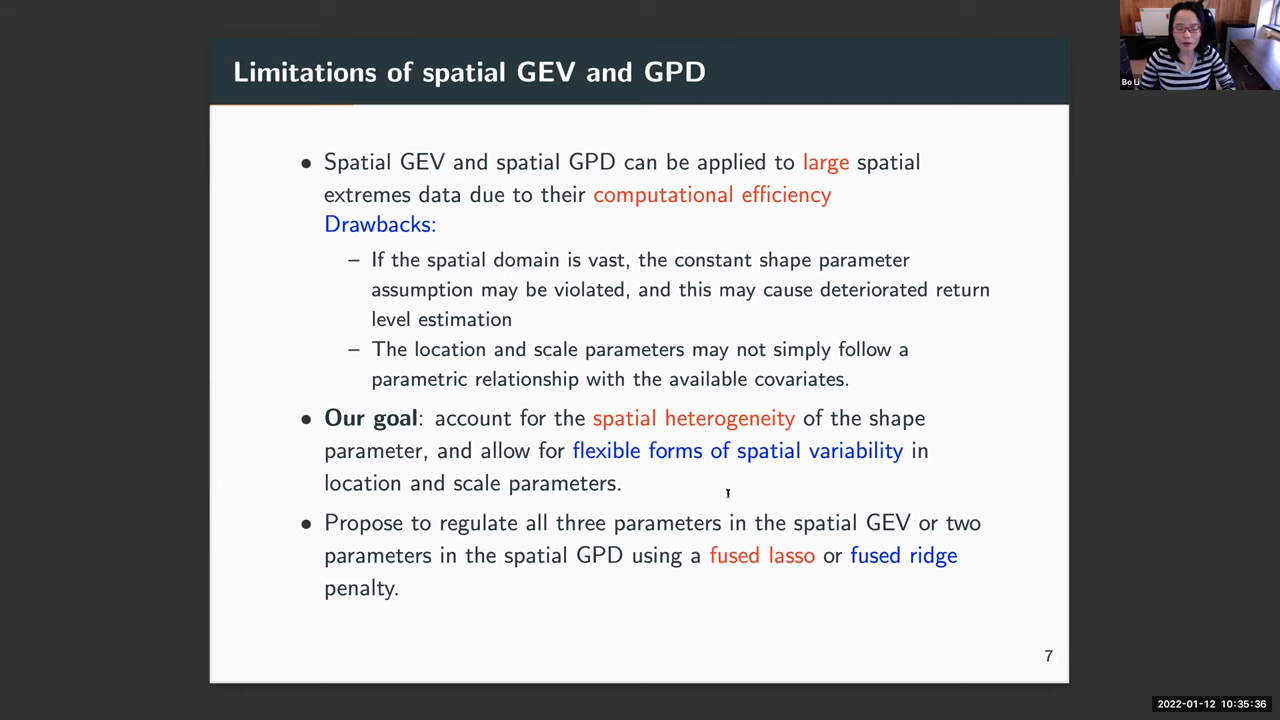 Limitations of spatial GEV and GPD
• Spatial GEV and spatial GPD can be applied to large spatial
extremes data due to their computational efficiency
Drawbacks:
– If the spatial domain is vast, the constant shape parameter
assumption may be violated, and this may cause deteriorated return
level estimation
– The location and scale parameters may not simply follow a
parametric relationship with the available covariates.
• Our goal: account for the spatial heterogeneity of the shape
parameter, and allow for flexible forms of spatial variability in
location and scale parameters.
• Propose to regulate all three parameters in the spatial GEV or two
parameters in the spatial GPD using a fused lasso or fused ridge
penalty.
7
Bo Li
2022-01-12 10:35:36